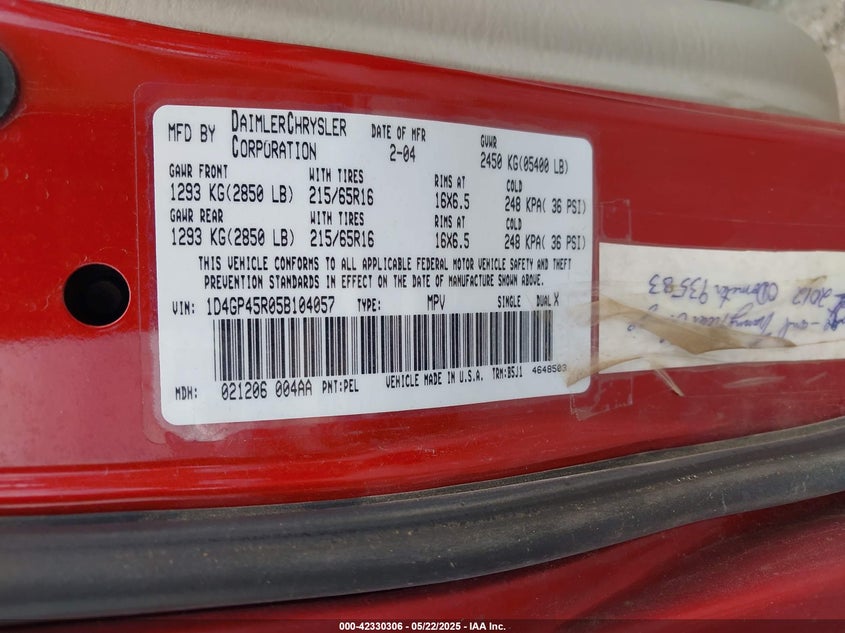 MFD BY DAIMLERCHRYSLER CORPORATION DATE OF MFR 2-04 GVWR 2450 KG(05400 LB)
GAWR FRONT WITH TIRES RIMS AT COLD
1293 KG(2850 LB) 215/65R16 16X6.5 248 KPA( 36 PSI)
GAWR REAR WITH TIRES RIMS AT COLD
1293 KG(2850 LB) 215/65R16 16X6.5 248 KPA( 36 PSI)
THIS VEHICLE CONFORMS TO ALL APPLICABLE FEDERAL MOTOR VEHICLE SAFETY AND THEFT
PREVENTION STANDARDS IN EFFECT ON THE DATE OF MANUFACTURE SHOWN ABOVE.
VIN: 1D4GP45R05B104057 TYPE: MPV SINGLE DUAL X
MDH: 021206 004AA PNT:PEL VEHICLE MADE IN U.S.A. TRM:B5J1 4648503
2012 Odometer 93583
000-42330306 - 05/22/2025 - IAA Inc.